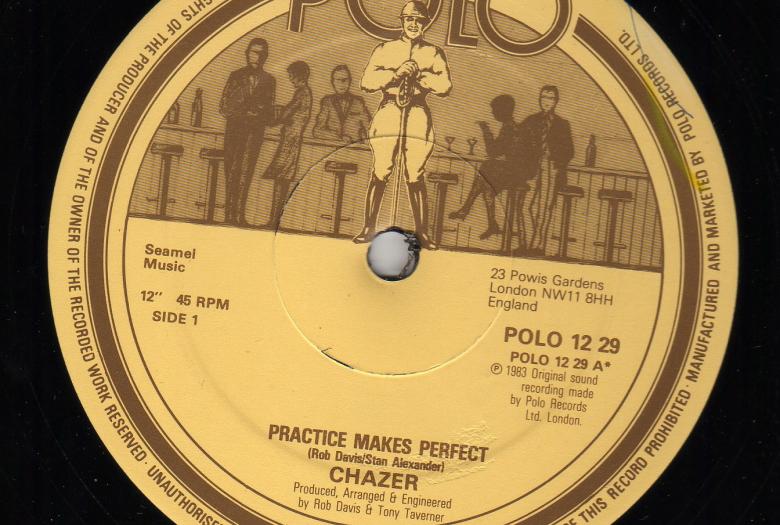 POLO
GHTS OF THE PRODUCER AND OF THE OWNER OF THE RECORDED WORK RESERVED · UNAUTHORISE
E THIS RECORD PROHIBITED · MANUFACTURED AND MARKETED BY POLO RECORDS LTD.
Seamel
Music
12" 45 RPM
SIDE 1
23 Powis Gardens
London NW11 8HH
England
POLO 12 29
POLO 12 29 A*
℗ 1983 Original sound
recording made
by Polo Records
Ltd. London.
PRACTICE MAKES PERFECT
(Rob Davis/Stan Alexander)
CHAZER
Produced, Arranged & Engineered
by Rob Davis & Tony Taverner